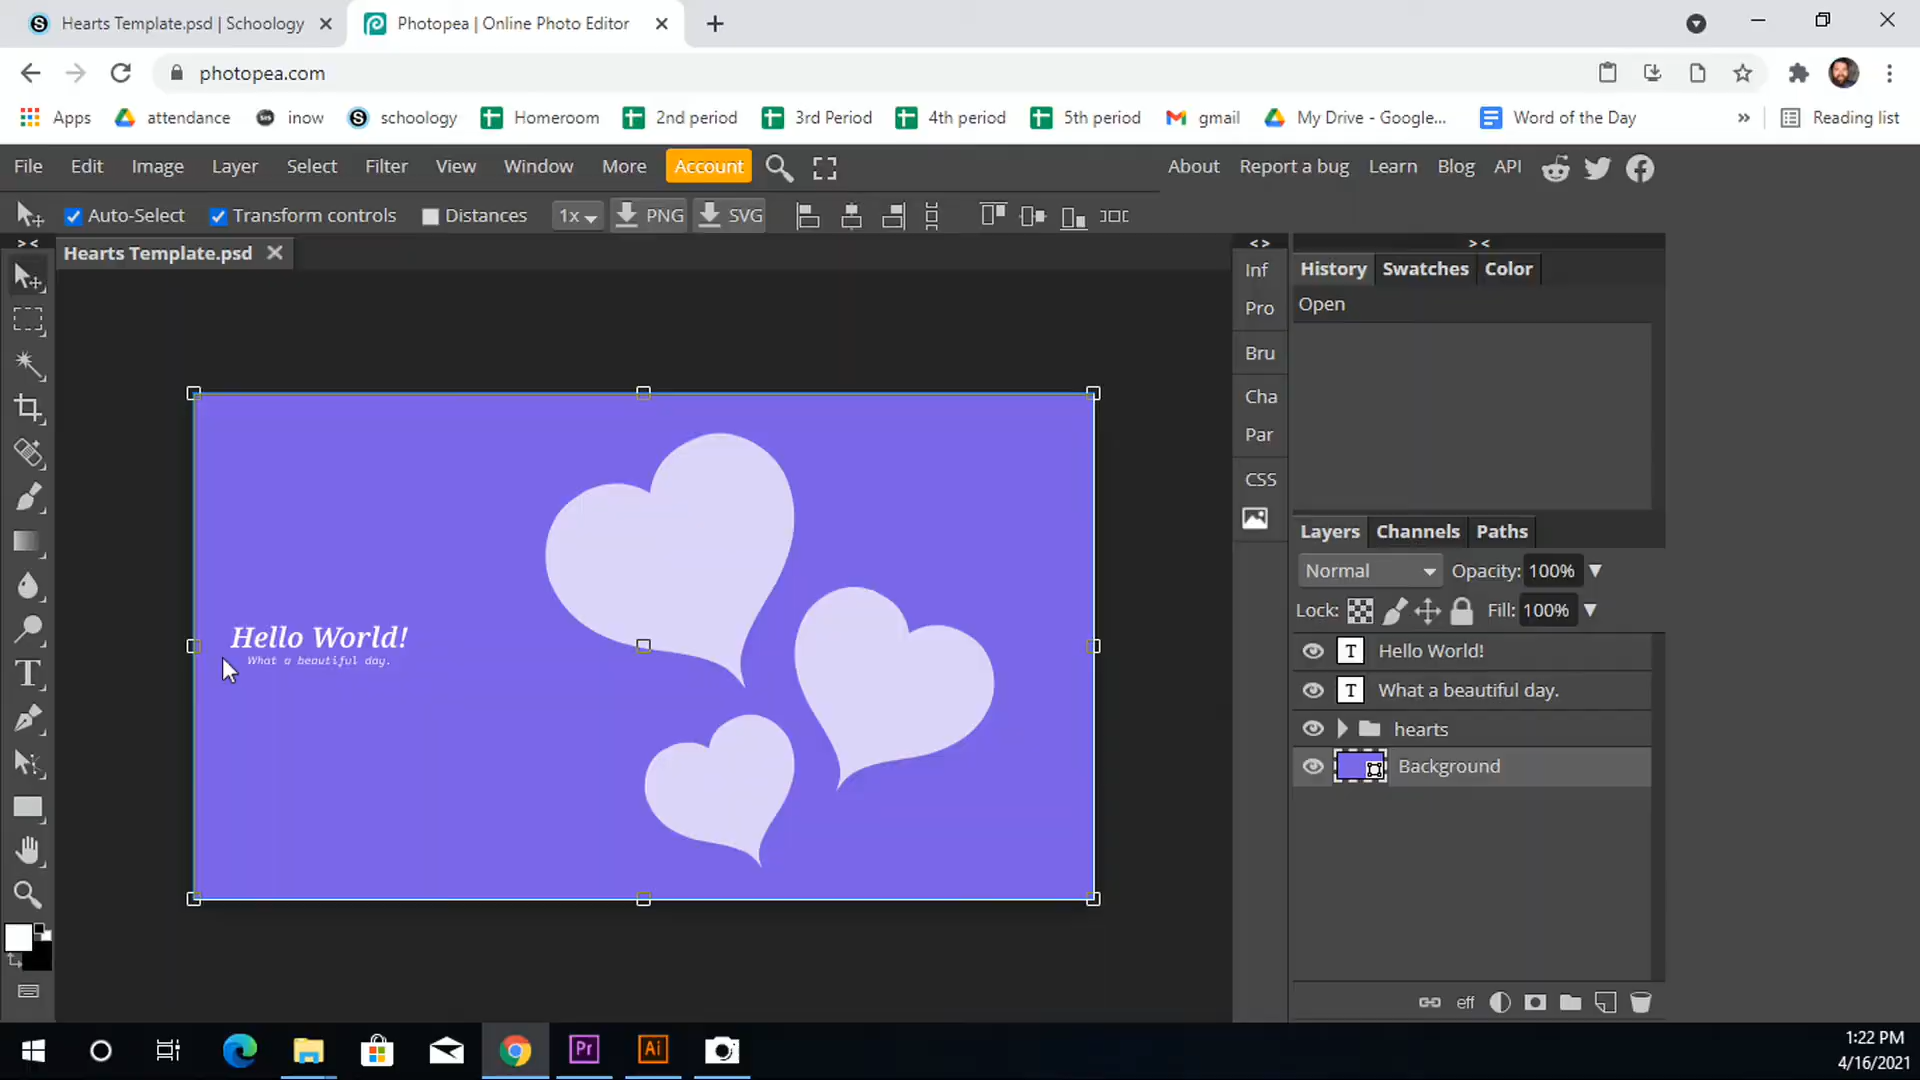 Hearts Template.psd | Schoology
Photopea | Online Photo Editor
photopea.com
Apps attendance inow schoology Homeroom 2nd period 3rd Period 4th period 5th period gmail My Drive - Google... Word of the Day » Reading list
File Edit Image Layer Select Filter View Window More Account About Report a bug Learn Blog API
Auto-Select Transform controls Distances 1x PNG SVG
> <
Hearts Template.psd
< >
> <
Inf
Pro
Bru
Cha
Par
CSS
History Swatches Color
Open
Hello World!
What a beautiful day.
Layers Channels Paths
Normal Opacity: 100%
Lock: Fill: 100%
T Hello World!
T What a beautiful day.
hearts
Background
eff
T
Pr
Ai
1:22 PM
4/16/2021